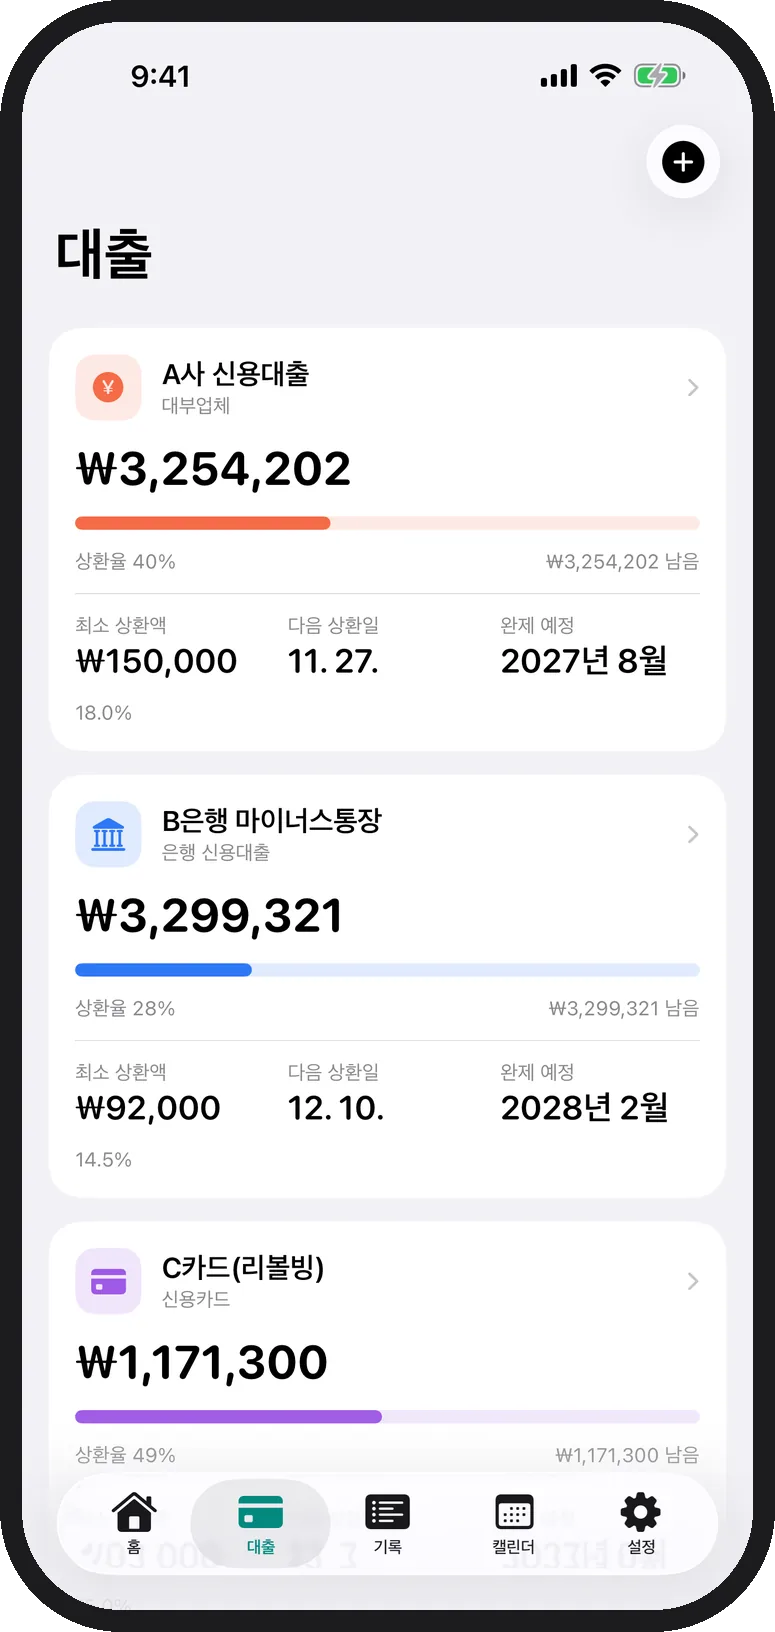 9:41
대출
A사 신용대출
대부업체
₩3,254,202
상환율 40%
₩3,254,202 남음
최소 상환액
다음 상환일
완제 예정
₩150,000
11. 27.
2027년 8월
18.0%
B은행 마이너스통장
은행 신용대출
₩3,299,321
상환율 28%
₩3,299,321 남음
최소 상환액
다음 상환일
완제 예정
₩92,000
12. 10.
2028년 2월
14.5%
C카드(리볼빙)
신용카드
₩1,171,300
상환율 49%
₩1,171,300 남음
홈
대출
기록
캘린더
설정